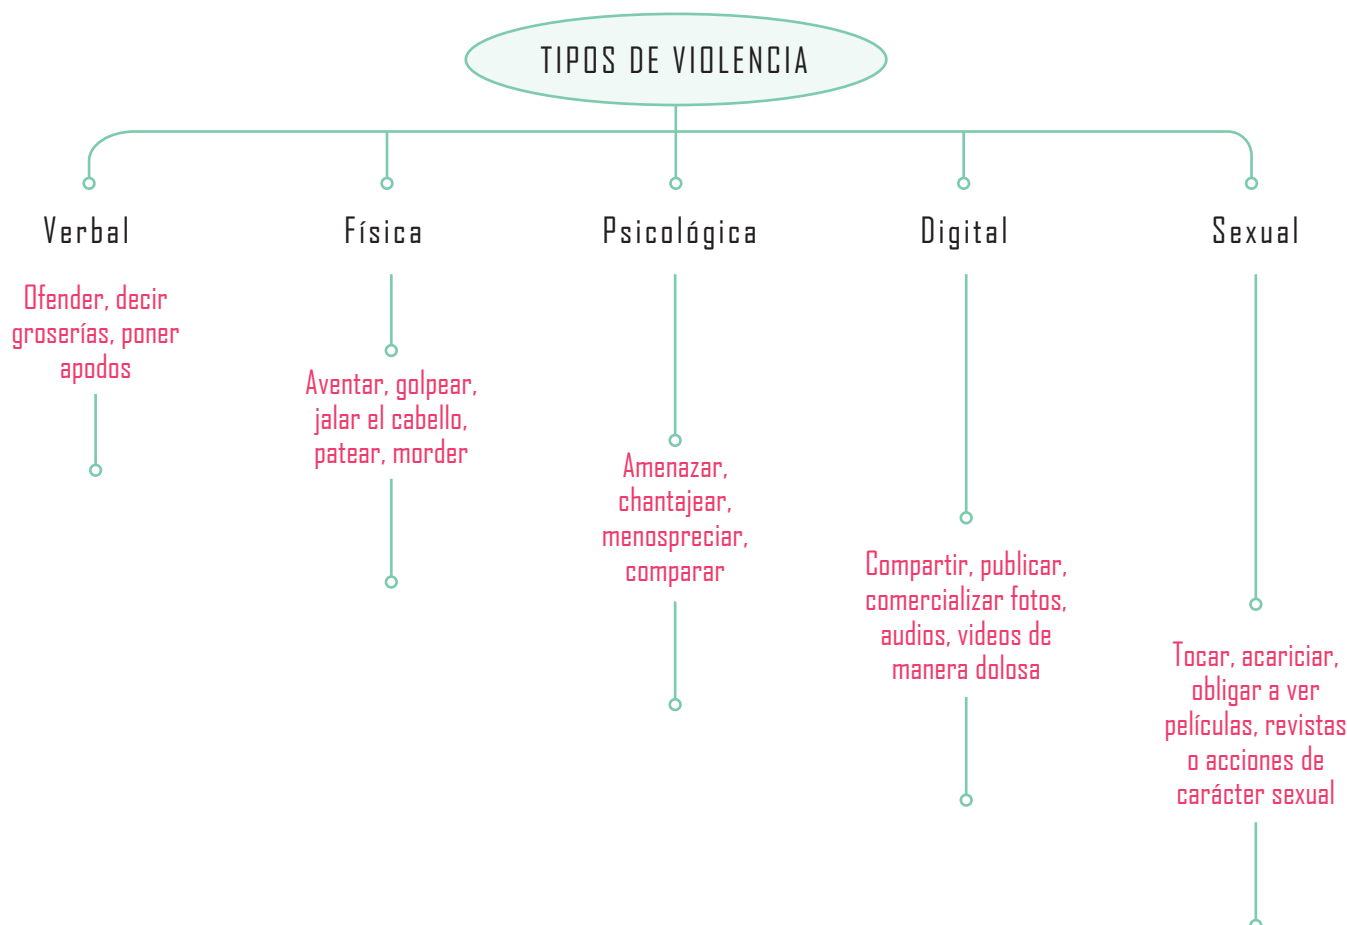 TIPOS DE VIOLENCIA
Verbal
Física
Psicológica
Digital
Sexual
Ofender, decir
groserías, poner
apodos
Aventar, golpear,
jalar el cabello,
patear, morder
Amenazar,
chantajear,
menospreciar,
comparar
Compartir, publicar,
comercializar fotos,
audios, videos de
manera dolosa
Tocar, acariciar,
obligar a ver
películas, revistas
o acciones de
carácter sexual